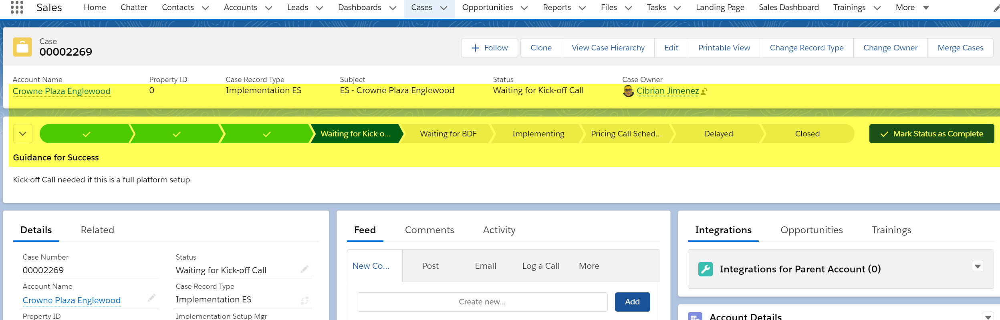 Sales Home Chatter Contacts Accounts Leads Dashboards Cases Opportunities Reports Files Tasks Landing Page Sales Dashboard Trainings More
Case
00002269
Follow Clone View Case Hierarchy Edit Printable View Change Record Type Change Owner Merge Cases
Account Name Property ID Case Record Type Subject Status Case Owner
Crowne Plaza Englewood 0 Implementation ES ES - Crowne Plaza Englewood Waiting for Kick-off Call Cibrian Jimenez
Waiting for Kick-o... Waiting for BDF Implementing Pricing Call Sched... Delayed Closed Mark Status as Complete
Guidance for Success
Kick-off Call needed if this is a full platform setup.
Details Related
Case Number Status
00002269 Waiting for Kick-off Call
Account Name Case Record Type
Crowne Plaza Englewood Implementation ES
Property ID Implementation Setup Mgr
Feed Comments Activity
New Co... Post Email Log a Call More
Create new... Add
Integrations Opportunities Trainings
Integrations for Parent Account (0)
Account Details